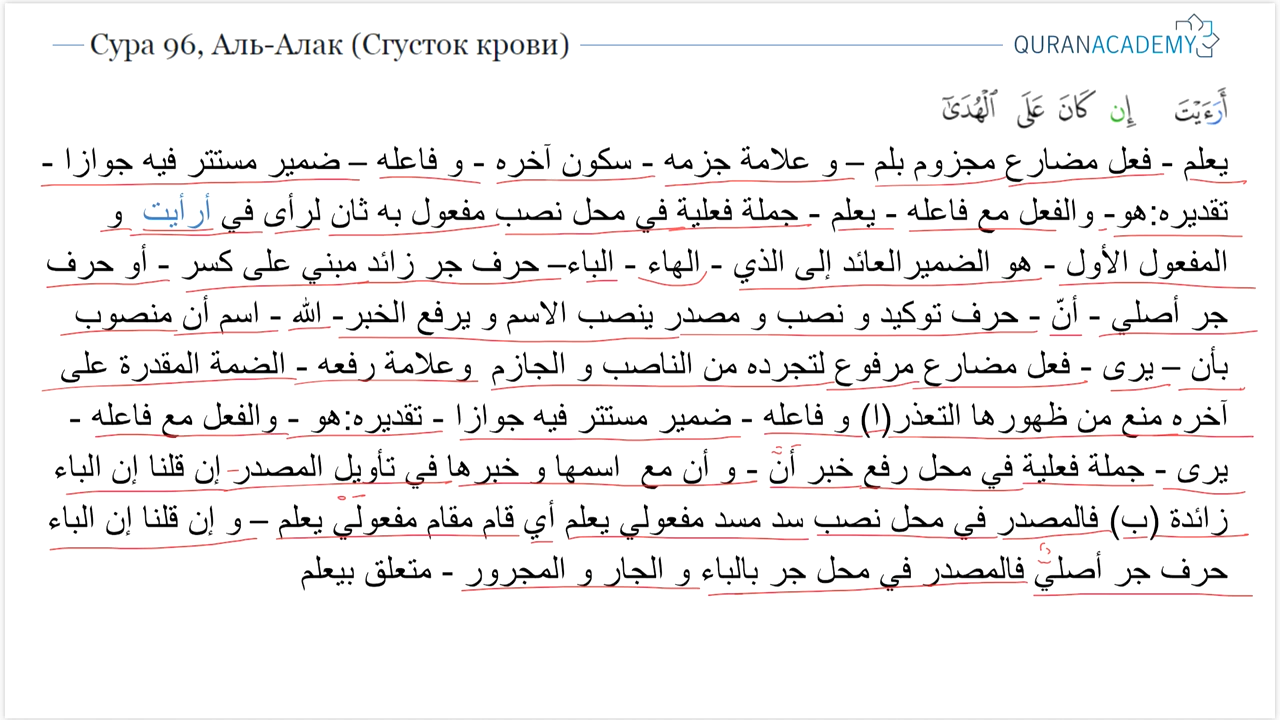 Сура 96, Аль-Алак (Сгусток крови)
QURANACADEMY
أَرَءَيْتَ إِن كَانَ عَلَى ٱلْهُدَىٰٓ
يعلم - فعل مضارع مجزوم بلم – و علامة جزمه - سكون آخره - و فاعله – ضمير مستتر فيه جوازا -
تقديره:هو- والفعل مع فاعله - يعلم - جملة فعلية في محل نصب مفعول به ثان لرأى في أرأيت و
المفعول الأول - هو الضميرالعائد إلى الذي - الهاء - الباء– حرف جر زائد مبني على كسر - أو حرف
جر أصلي - أنّ - حرف توكيد و نصب و مصدر ينصب الاسم و يرفع الخبر- الله - اسم أن منصوب
بأن – يرى - فعل مضارع مرفوع لتجرده من الناصب و الجازم وعلامة رفعه - الضمة المقدرة على
آخره منع من ظهورها التعذر(ا) و فاعله - ضمير مستتر فيه جوازا - تقديره:هو - والفعل مع فاعله -
يرى - جملة فعلية في محل رفع خبر أن - و أن مع اسمها و خبرها في تأويل المصدر إن قلنا إن الباء
زائدة (ب) فالمصدر في محل نصب سد مسد مفعولي يعلم أي قام مقام مفعولي يعلم – و إن قلنا إن الباء
حرف جر أصلي فالمصدر في محل جر بالباء و الجار و المجرور - متعلق بيعلم